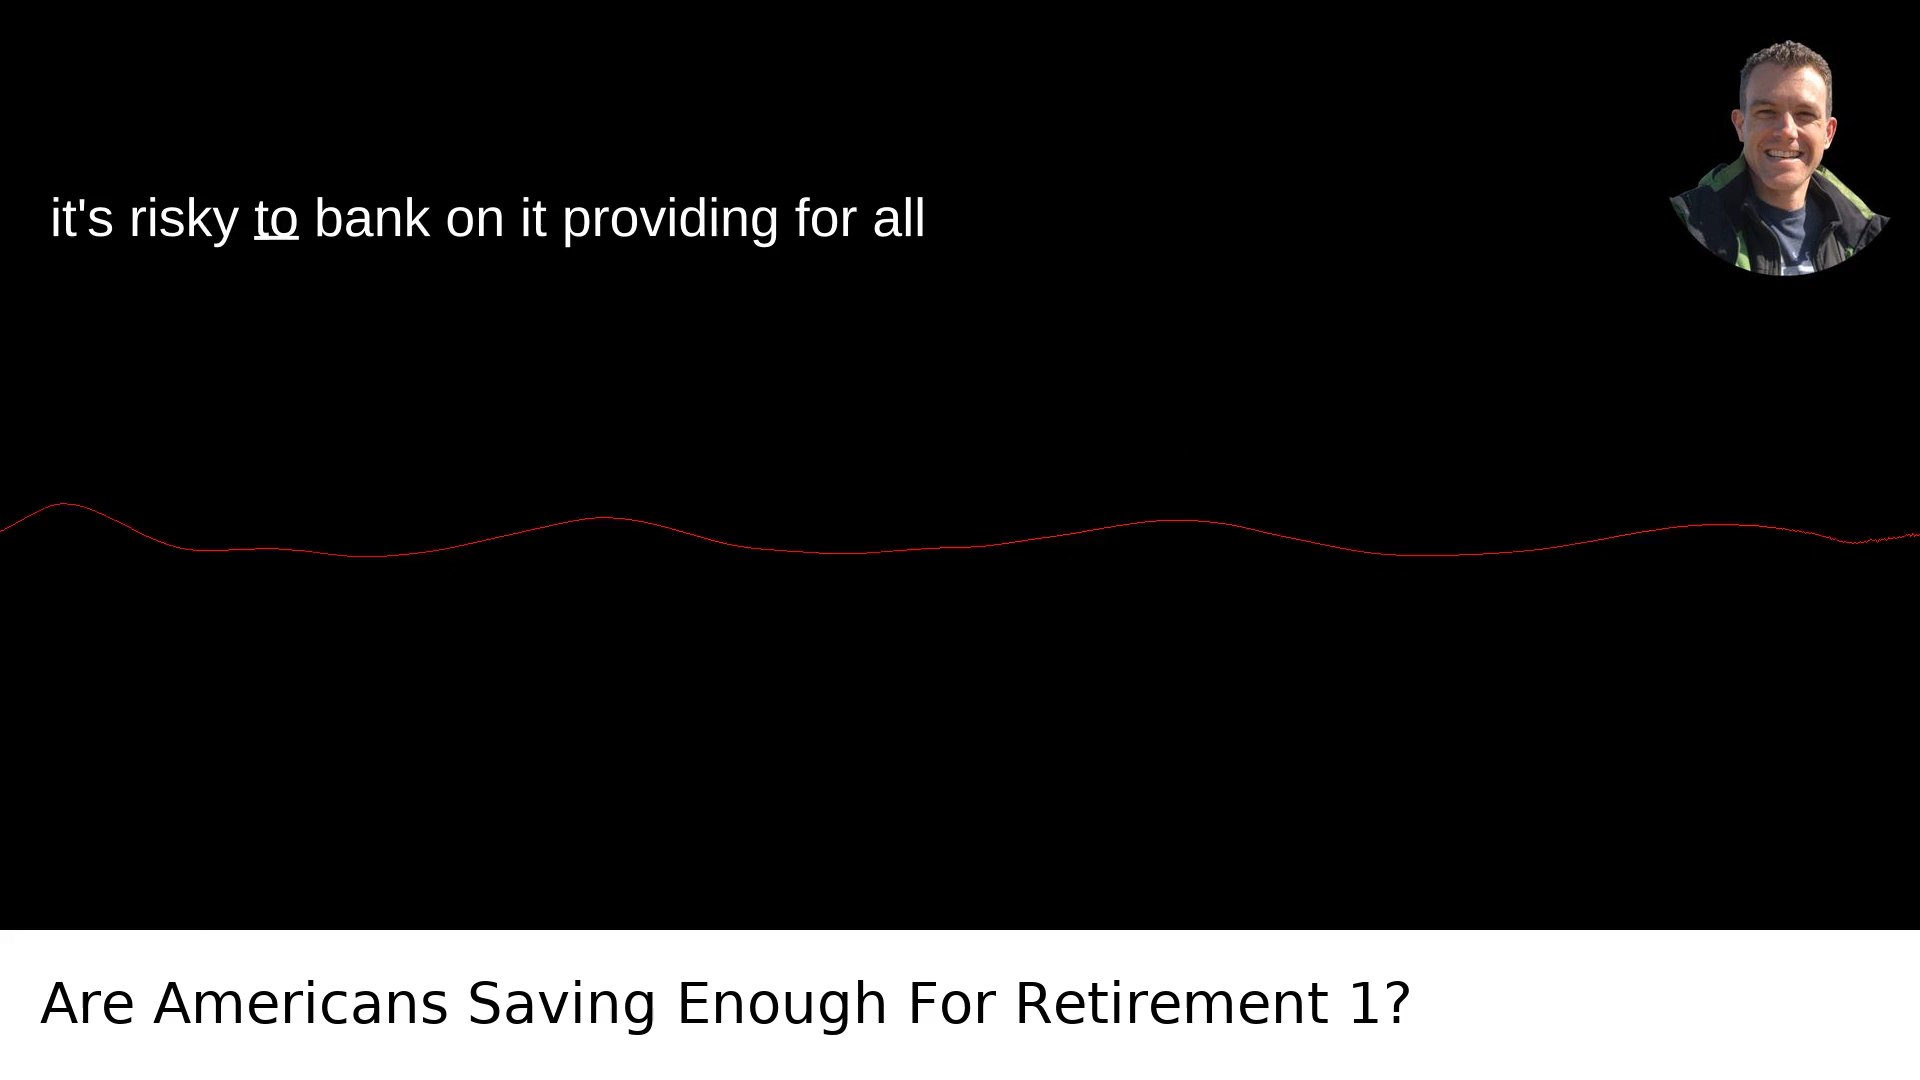 it's risky to bank on it providing for all
Are Americans Saving Enough For Retirement 1?